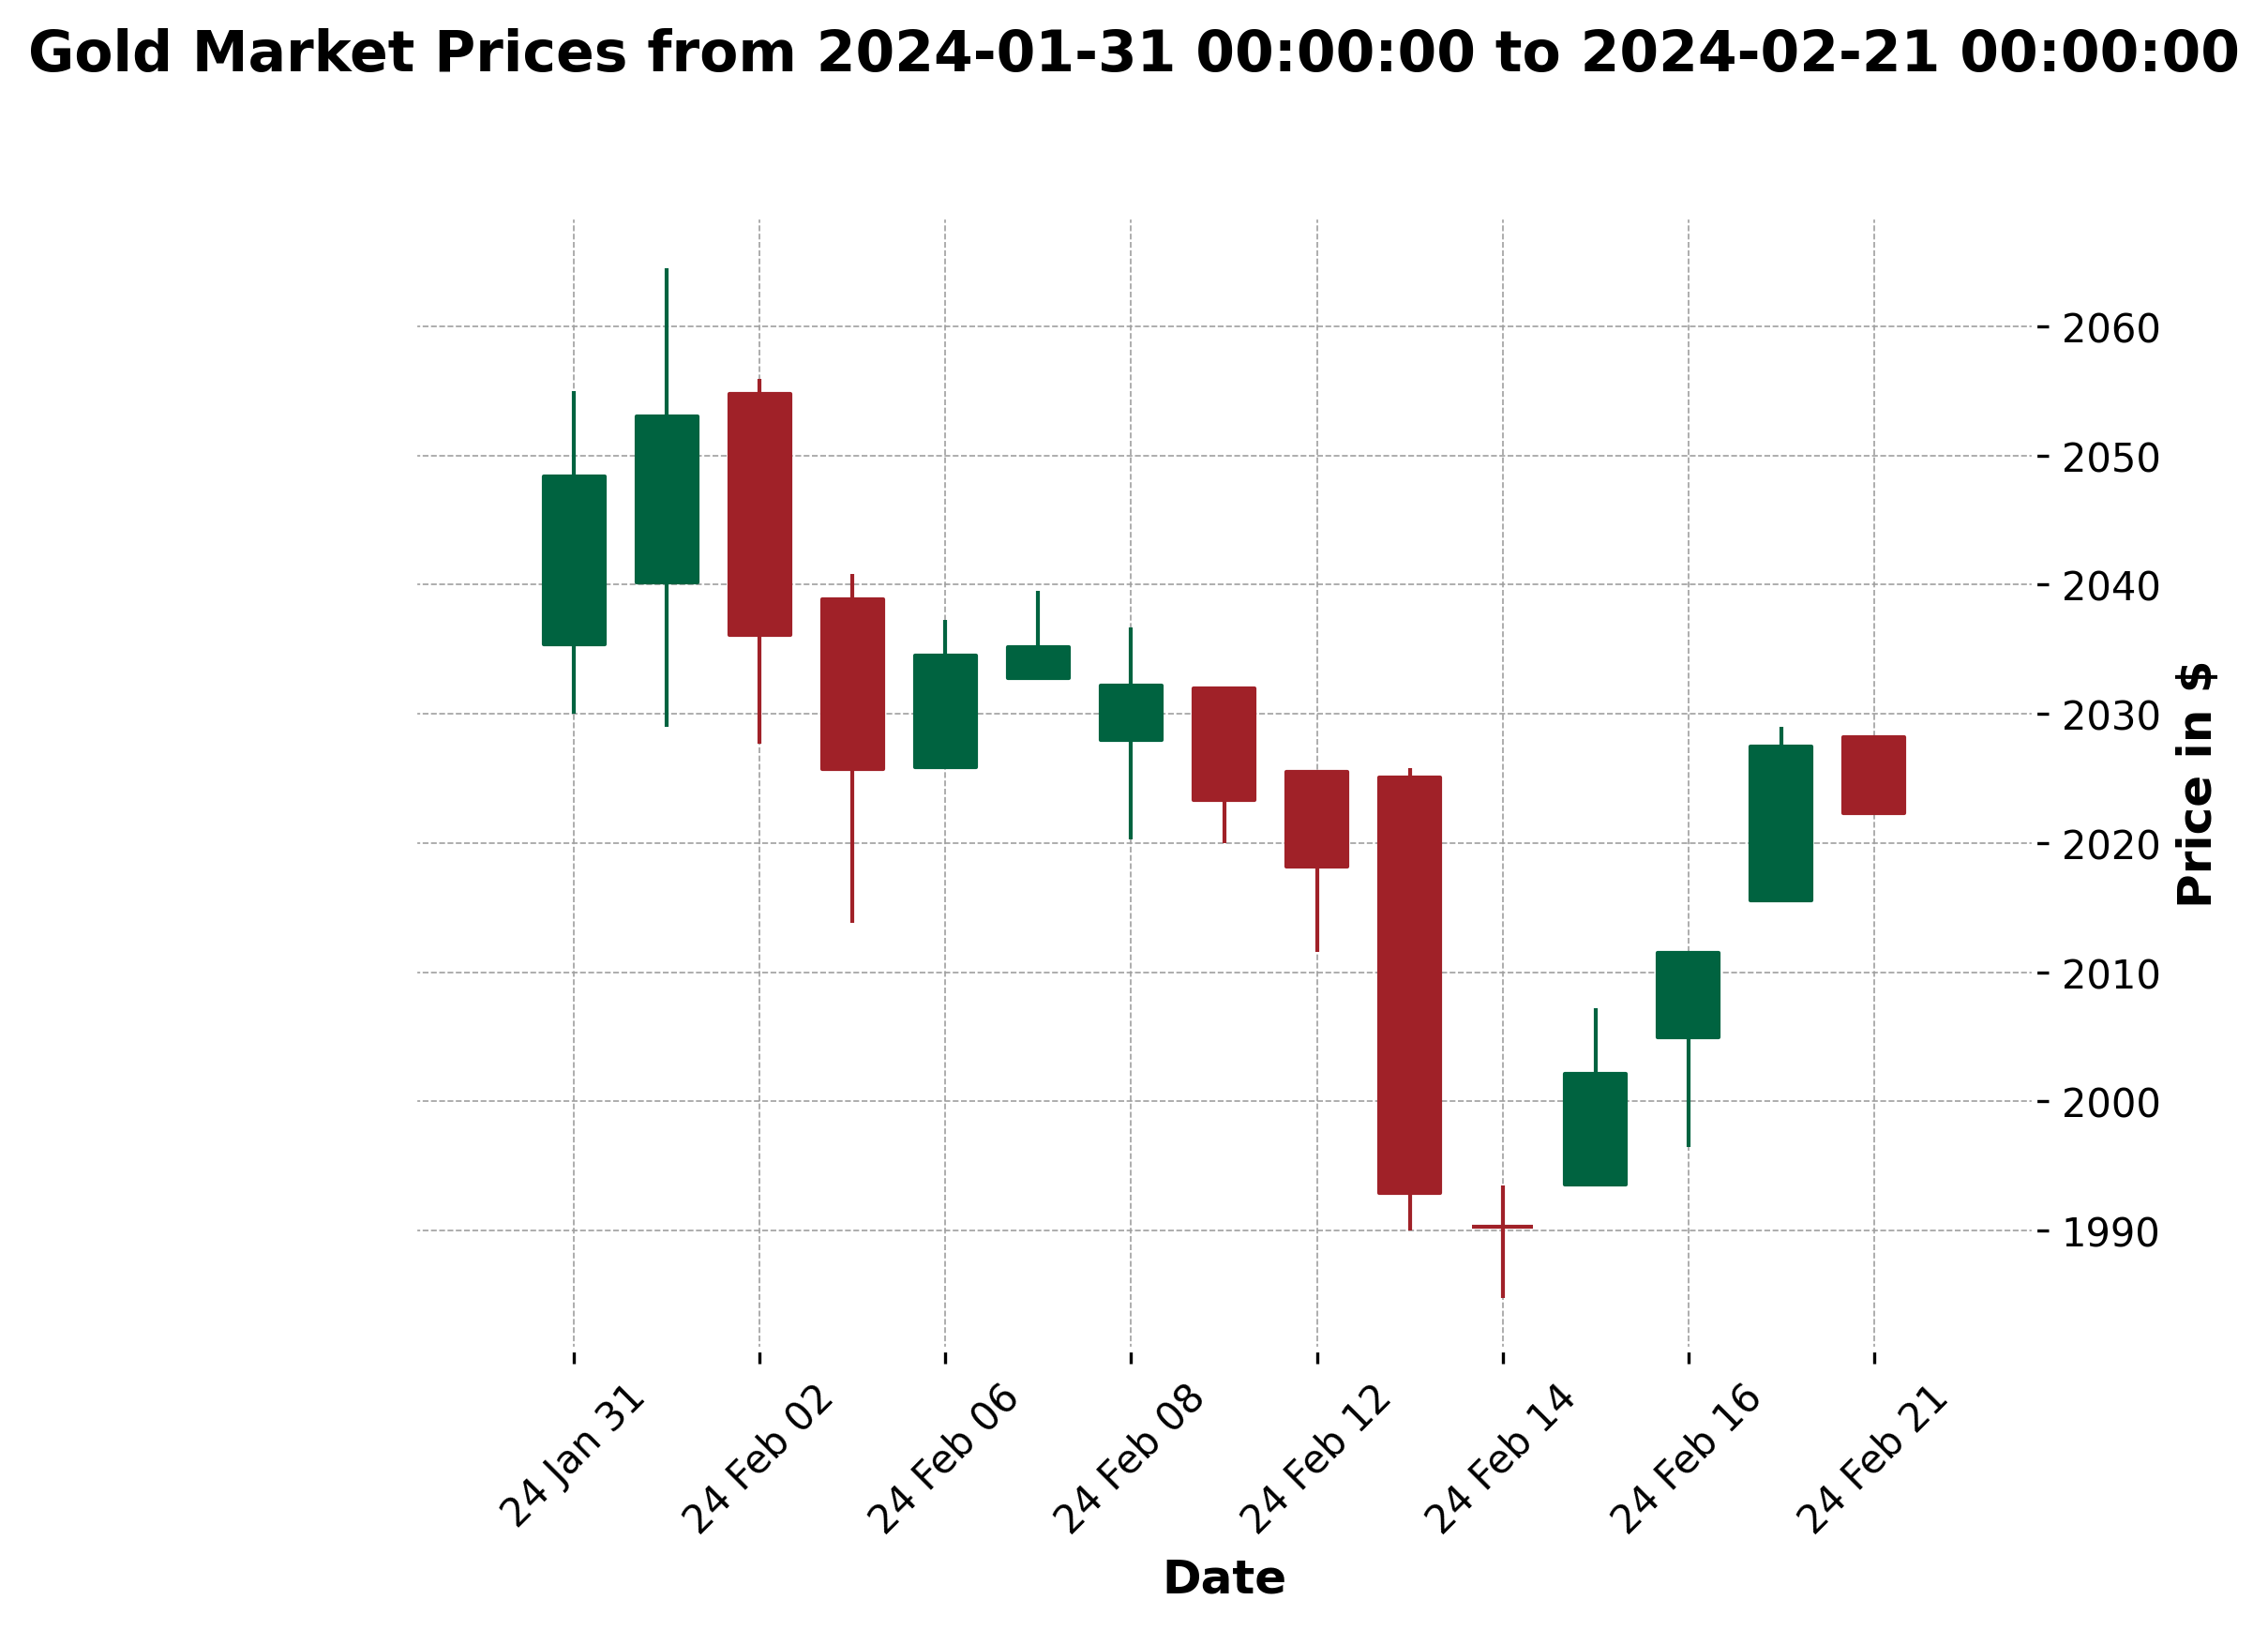 Gold Market Prices from 2024-01-31 00:00:00 to 2024-02-21 00:00:00
2060
2050
2040
2030
2020
2010
2000
1990
Price in $
24 Jan 31
24 Feb 02
24 Feb 06
24 Feb 08
24 Feb 12
24 Feb 14
24 Feb 16
24 Feb 21
Date